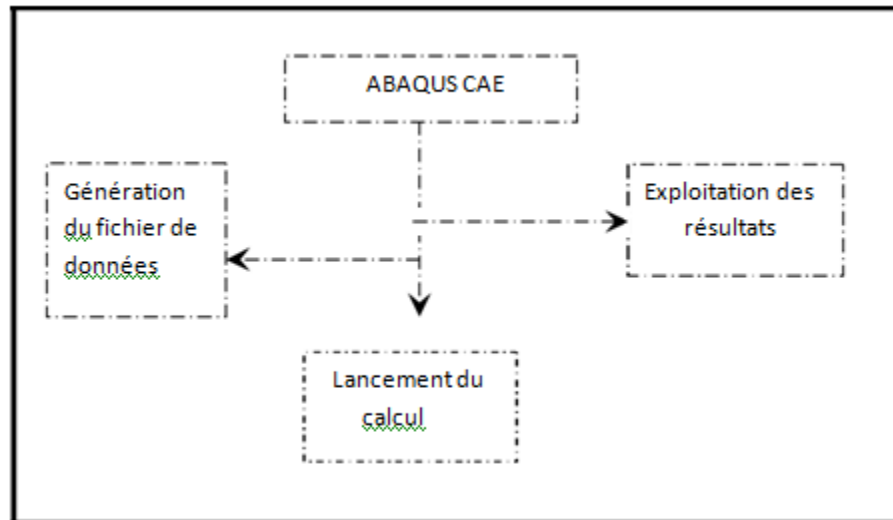 ABAQUS CAE
Génération
du fichier de
données
Exploitation des
résultats
Lancement du
calcul